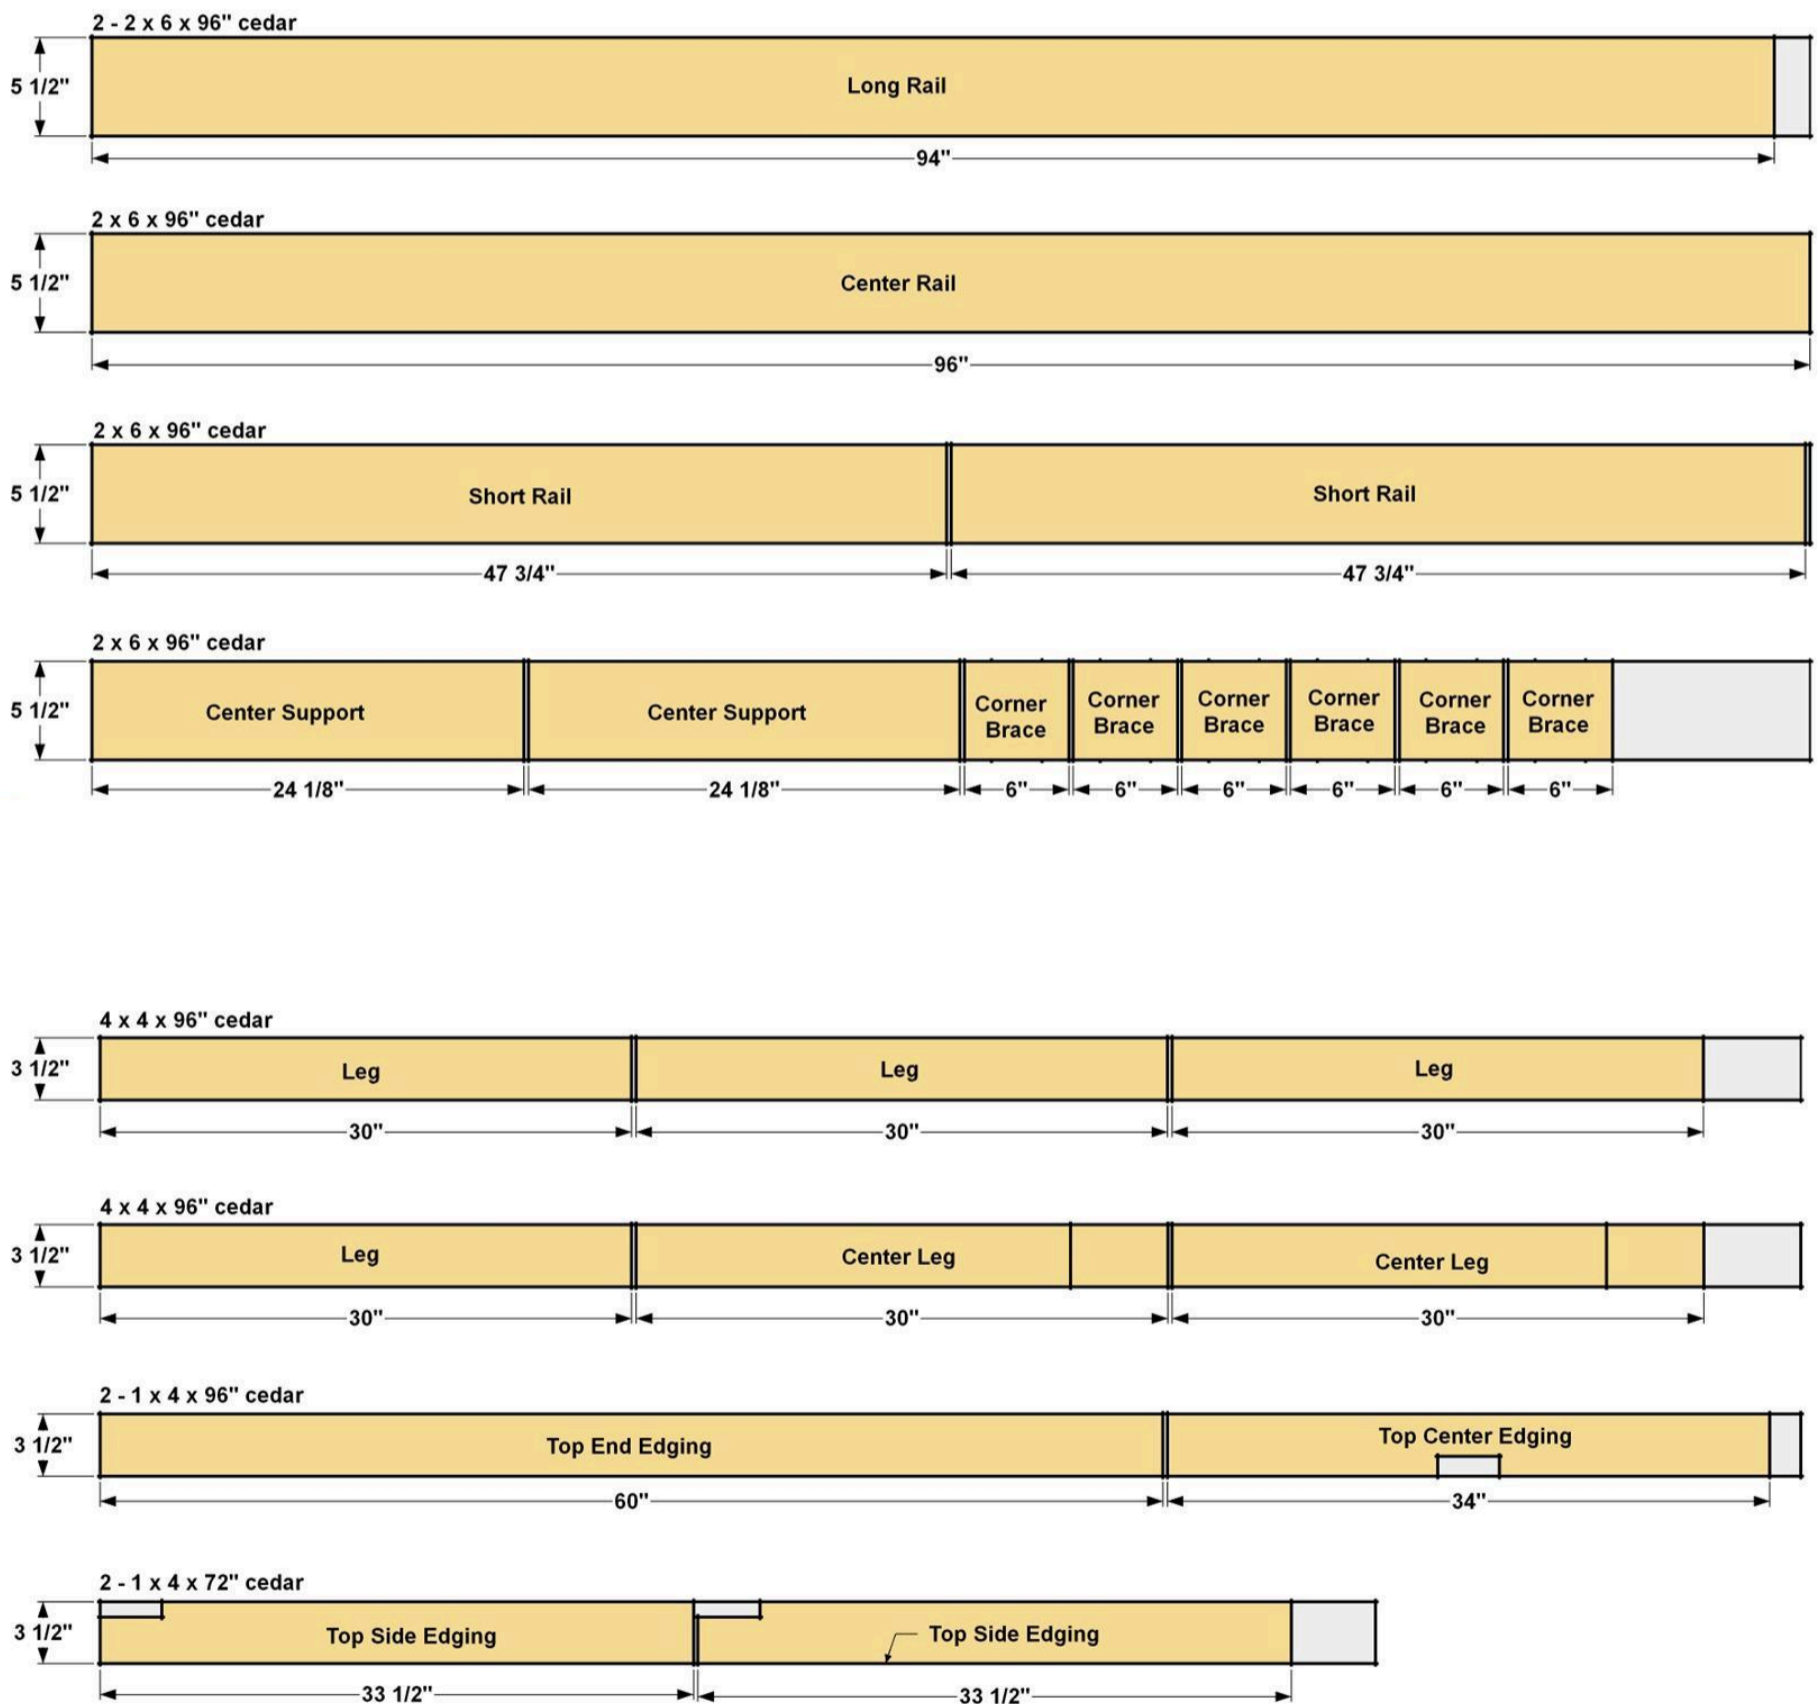 2 - 2 x 6 x 96" cedar
5 1/2"
Long Rail
94"
2 x 6 x 96" cedar
5 1/2"
Center Rail
96"
2 x 6 x 96" cedar
5 1/2"
Short Rail
Short Rail
47 3/4"
47 3/4"
2 x 6 x 96" cedar
5 1/2"
Center Support
Center Support
Corner
Brace
Corner
Brace
Corner
Brace
Corner
Brace
Corner
Brace
Corner
Brace
24 1/8"
24 1/8"
6"
6"
6"
6"
6"
6"
4 x 4 x 96" cedar
3 1/2"
Leg
Leg
Leg
30"
30"
30"
4 x 4 x 96" cedar
3 1/2"
Leg
Center Leg
Center Leg
30"
30"
30"
2 - 1 x 4 x 96" cedar
3 1/2"
Top End Edging
Top Center Edging
60"
34"
2 - 1 x 4 x 72" cedar
3 1/2"
Top Side Edging
Top Side Edging
33 1/2"
33 1/2"